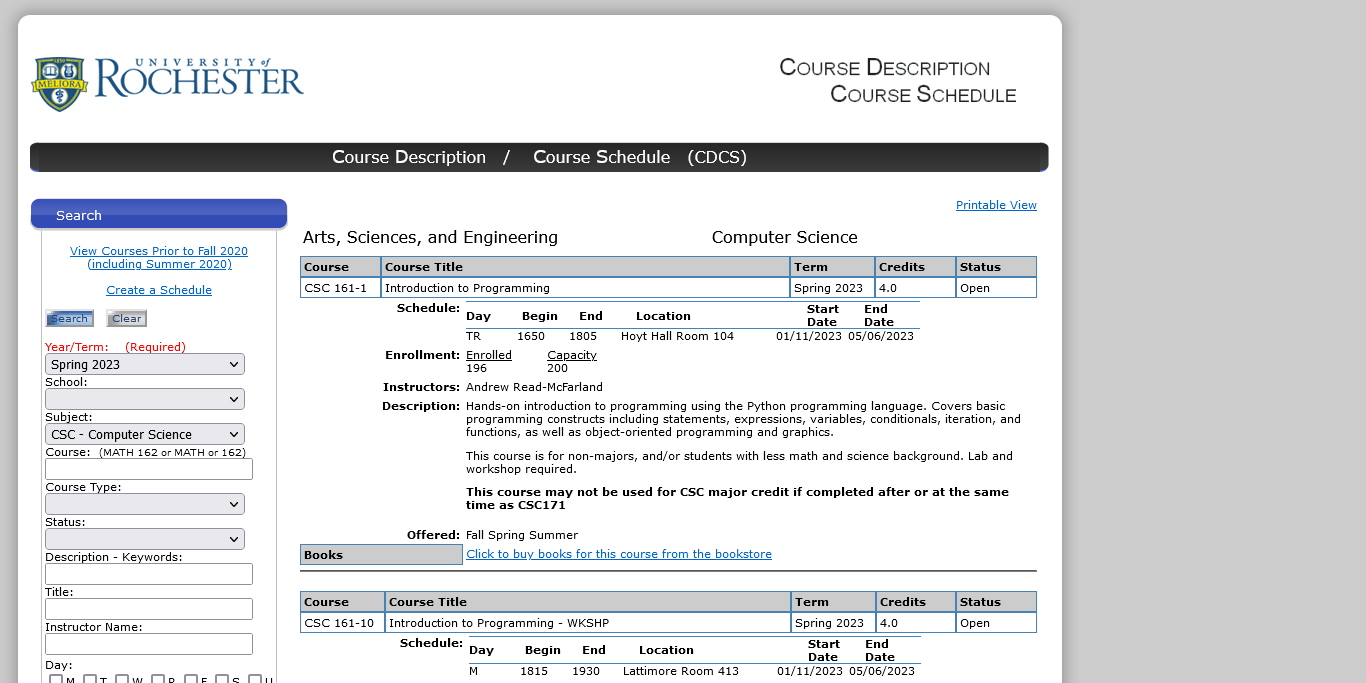 MELIORA
UNIVERSITY of
ROCHESTER
COURSE DESCRIPTION
COURSE SCHEDULE
Course Description / Course Schedule (CDCS)
Search
View Courses Prior to Fall 2020
(including Summer 2020)
Create a Schedule
Search Clear
Year/Term: (Required)
Spring 2023
School:
Subject:
CSC - Computer Science
Course: (MATH 162 or MATH or 162)
Course Type:
Status:
Description - Keywords:
Title:
Instructor Name:
Day:
M T W R F S U
Printable View
Arts, Sciences, and Engineering Computer Science
Course Course Title Term Credits Status
CSC 161-1 Introduction to Programming Spring 2023 4.0 Open
Schedule: Day Begin End Location Start Date End Date
TR 1650 1805 Hoyt Hall Room 104 01/11/2023 05/06/2023
Enrollment: Enrolled Capacity
196 200
Instructors: Andrew Read-McFarland
Description: Hands-on introduction to programming using the Python programming language. Covers basic
programming constructs including statements, expressions, variables, conditionals, iteration, and
functions, as well as object-oriented programming and graphics.
This course is for non-majors, and/or students with less math and science background. Lab and
workshop required.
This course may not be used for CSC major credit if completed after or at the same
time as CSC171
Offered: Fall Spring Summer
Books Click to buy books for this course from the bookstore
Course Course Title Term Credits Status
CSC 161-10 Introduction to Programming - WKSHP Spring 2023 4.0 Open
Schedule: Day Begin End Location Start Date End Date
M 1815 1930 Lattimore Room 413 01/11/2023 05/06/2023